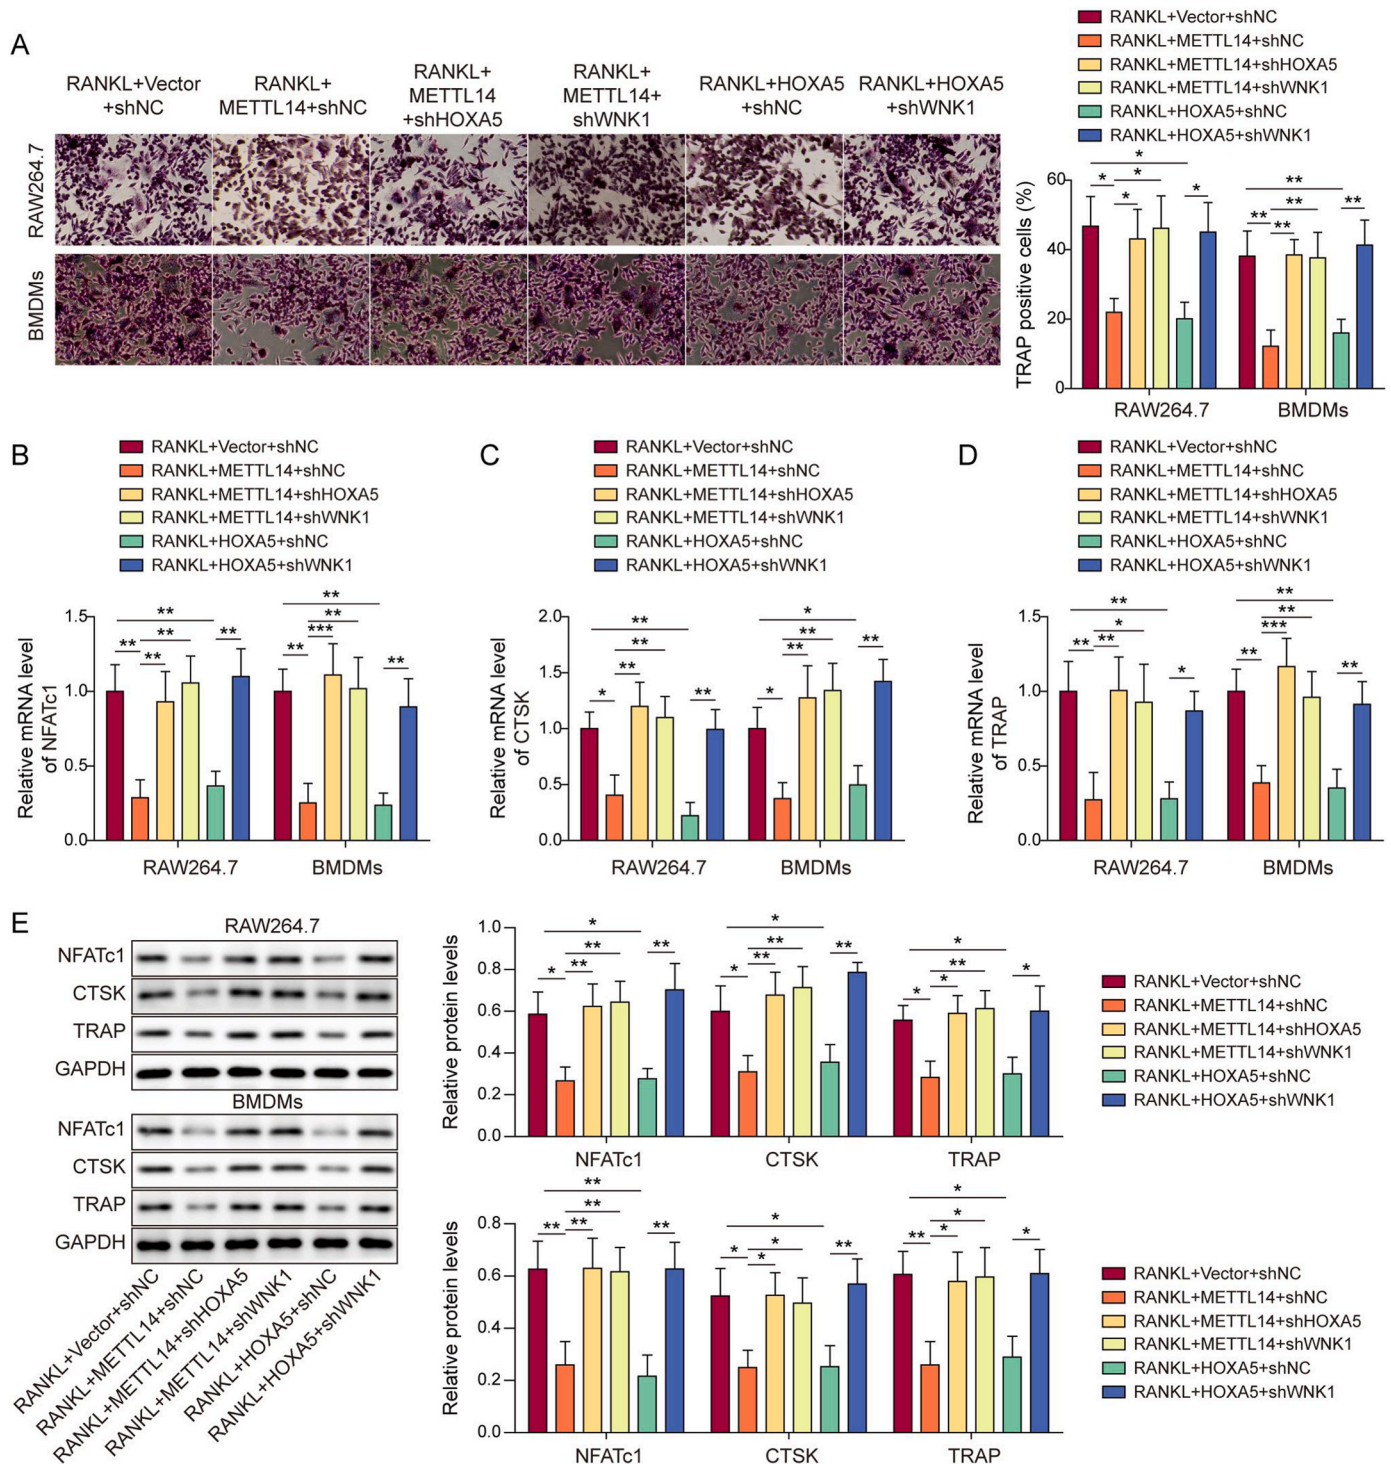 A
RANKL+Vector
+shNC
RANKL+
METTL14+shNC
RANKL+
METTL14
+shHOXA5
RANKL+
METTL14+
shWNK1
RANKL+HOXA5
+shNC
RANKL+HOXA5
+shWNK1
RAW264.7
BMDMs
RANKL+Vector+shNC
RANKL+METTL14+shNC
RANKL+METTL14+shHOXA5
RANKL+METTL14+shWNK1
RANKL+HOXA5+shNC
RANKL+HOXA5+shWNK1
TRAP positive cells (%)
60
40
20
0
* * * * *
** ** ** ** **
RAW264.7
BMDMs
B
RANKL+Vector+shNC
RANKL+METTL14+shNC
RANKL+METTL14+shHOXA5
RANKL+METTL14+shWNK1
RANKL+HOXA5+shNC
RANKL+HOXA5+shWNK1
Relative mRNA level
of NFATc1
1.5
1.0
0.5
0.0
** ** ** ** **
** ** *** ** **
RAW264.7
BMDMs
C
RANKL+Vector+shNC
RANKL+METTL14+shNC
RANKL+METTL14+shHOXA5
RANKL+METTL14+shWNK1
RANKL+HOXA5+shNC
RANKL+HOXA5+shWNK1
Relative mRNA level
of CTSK
2.0
1.5
1.0
0.5
0.0
** ** ** * **
* ** ** * **
RAW264.7
BMDMs
D
RANKL+Vector+shNC
RANKL+METTL14+shNC
RANKL+METTL14+shHOXA5
RANKL+METTL14+shWNK1
RANKL+HOXA5+shNC
RANKL+HOXA5+shWNK1
Relative mRNA level
of TRAP
1.5
1.0
0.5
0.0
** * ** ** *
** ** *** ** **
RAW264.7
BMDMs
E
RAW264.7
NFATc1
CTSK
TRAP
GAPDH
BMDMs
NFATc1
CTSK
TRAP
GAPDH
RANKL+Vector+shNC
RANKL+METTL14+shNC
RANKL+METTL14+shHOXA5
RANKL+METTL14+shWNK1
RANKL+HOXA5+shNC
RANKL+HOXA5+shWNK1
Relative protein levels
1.0
0.8
0.6
0.4
0.2
0.0
* ** * ** **
* ** * ** **
* ** * * *
NFATc1
CTSK
TRAP
RANKL+Vector+shNC
RANKL+METTL14+shNC
RANKL+METTL14+shHOXA5
RANKL+METTL14+shWNK1
RANKL+HOXA5+shNC
RANKL+HOXA5+shWNK1
Relative protein levels
0.8
0.6
0.4
0.2
0.0
** ** ** ** **
* * * * **
* * ** * *
NFATc1
CTSK
TRAP
RANKL+Vector+shNC
RANKL+METTL14+shNC
RANKL+METTL14+shHOXA5
RANKL+METTL14+shWNK1
RANKL+HOXA5+shNC
RANKL+HOXA5+shWNK1